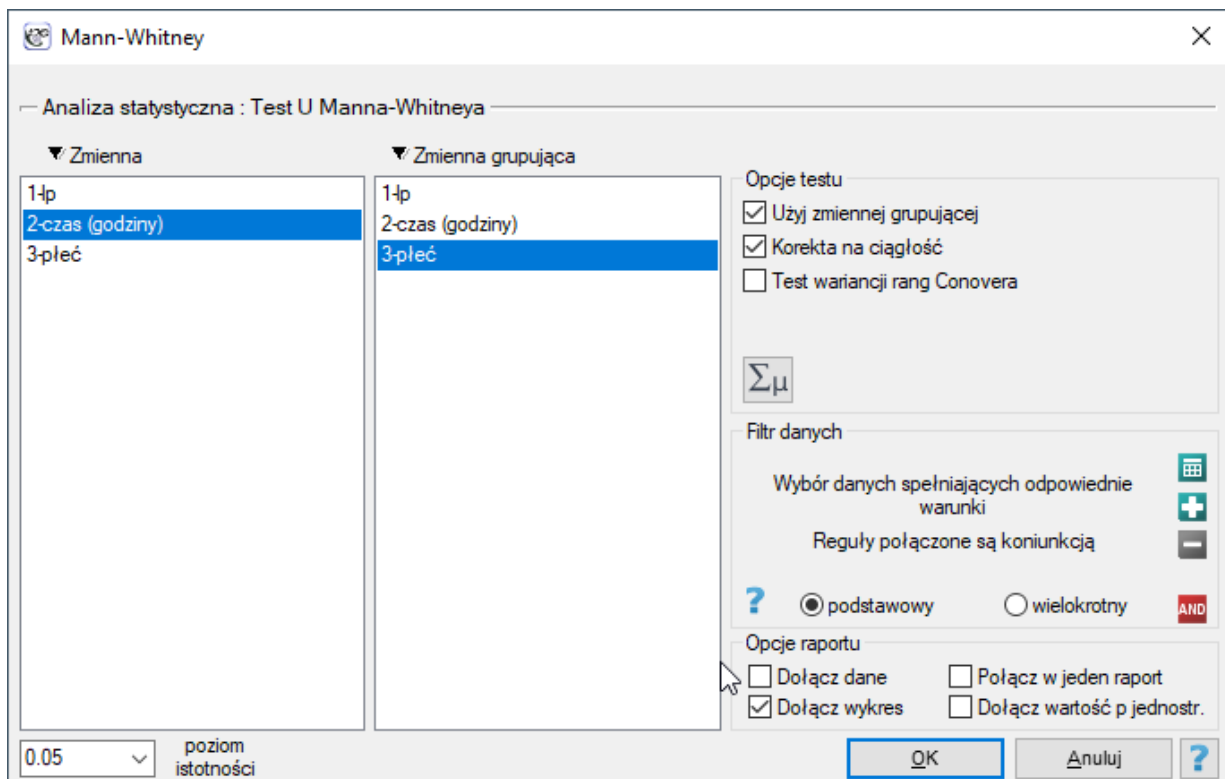 Mann-Whitney
Analiza statystyczna : Test U Manna-Whitneya
Zmienna
1-lp
2-czas (godziny)
3-płeć
Zmienna grupująca
1-lp
2-czas (godziny)
3-płeć
Opcje testu
Użyj zmiennej grupującej
Korekta na ciągłość
Test wariancji rang Conovera
Σμ
Filtr danych
Wybór danych spełniających odpowiednie
warunki
Reguły połączone są koniunkcją
? podstawowy wielokrotny AND
Opcje raportu
Dołącz dane Połącz w jeden raport
Dołącz wykres Dołącz wartość p jednostr.
0.05
poziom
istotności
OK Anuluj ?